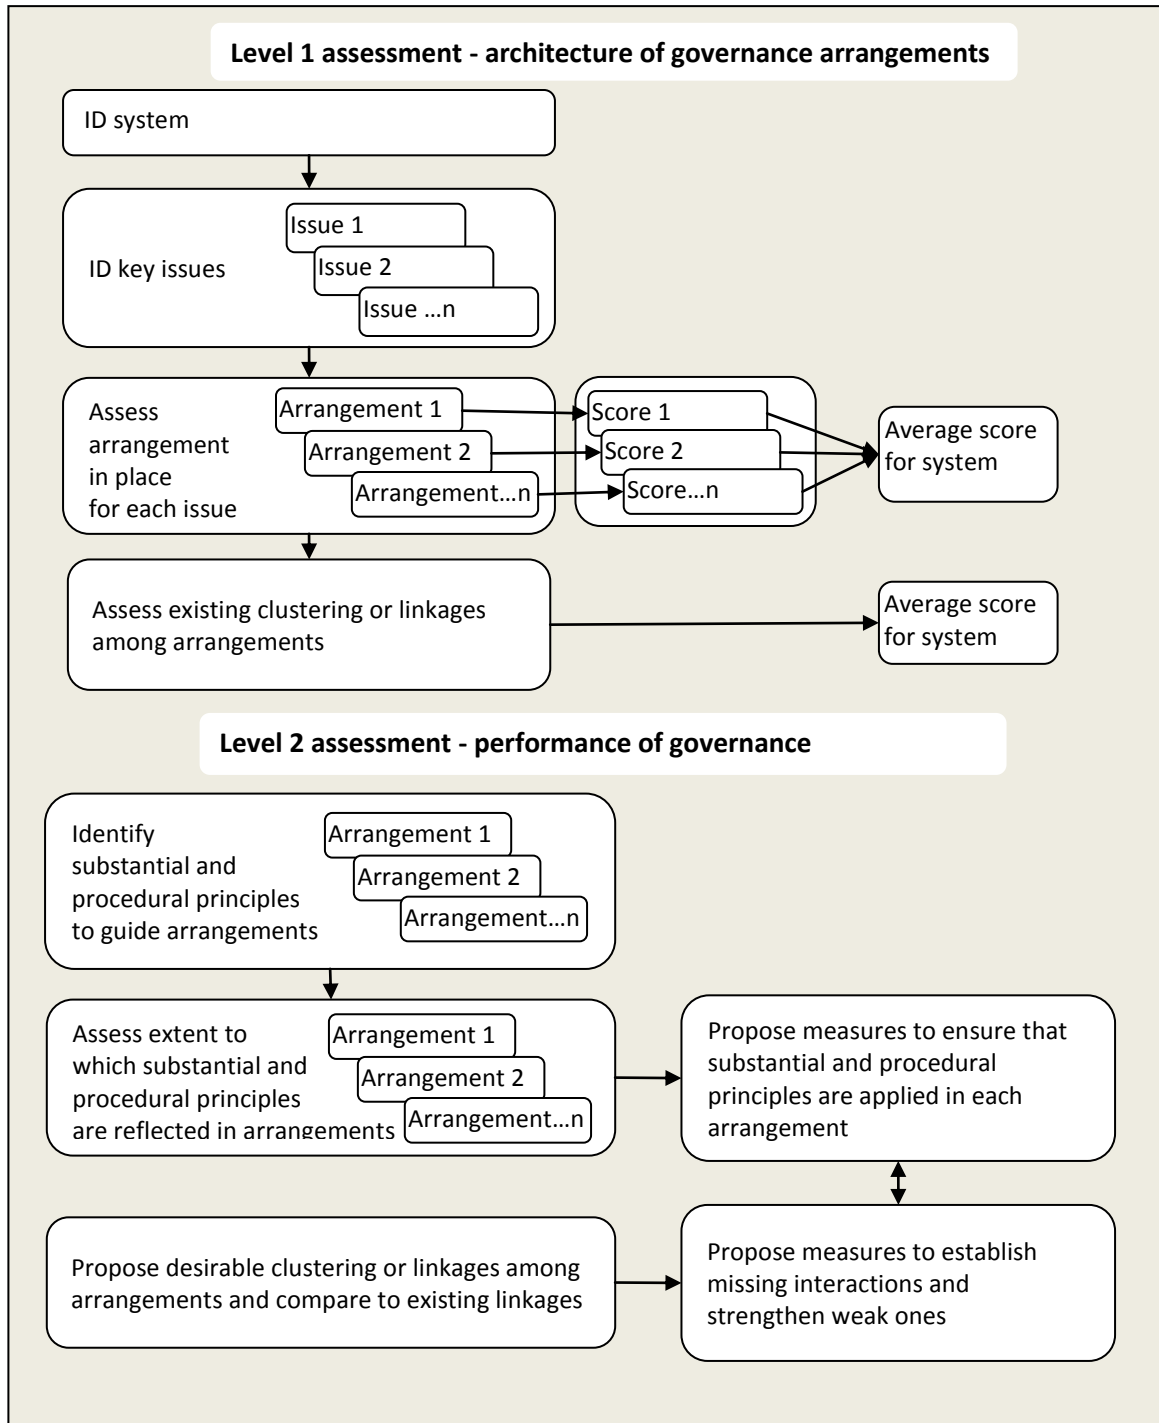 Level 1 assessment - architecture of governance arrangements
ID system
ID key issues
Issue 1
Issue 2
Issue ...n
Assess
arrangement
in place
for each issue
Arrangement 1
Arrangement 2
Arrangement...n
Score 1
Score 2
Score...n
Average score
for system
Assess existing clustering or linkages
among arrangements
Average score
for system
Level 2 assessment - performance of governance
Identify
substantial and
procedural principles
to guide arrangements
Arrangement 1
Arrangement 2
Arrangement...n
Assess extent to
which substantial and
procedural principles
are reflected in arrangements
Arrangement 1
Arrangement 2
Arrangement...n
Propose measures to ensure that
substantial and procedural
principles are applied in each
arrangement
Propose desirable clustering or linkages among
arrangements and compare to existing linkages
Propose measures to establish
missing interactions and
strengthen weak ones